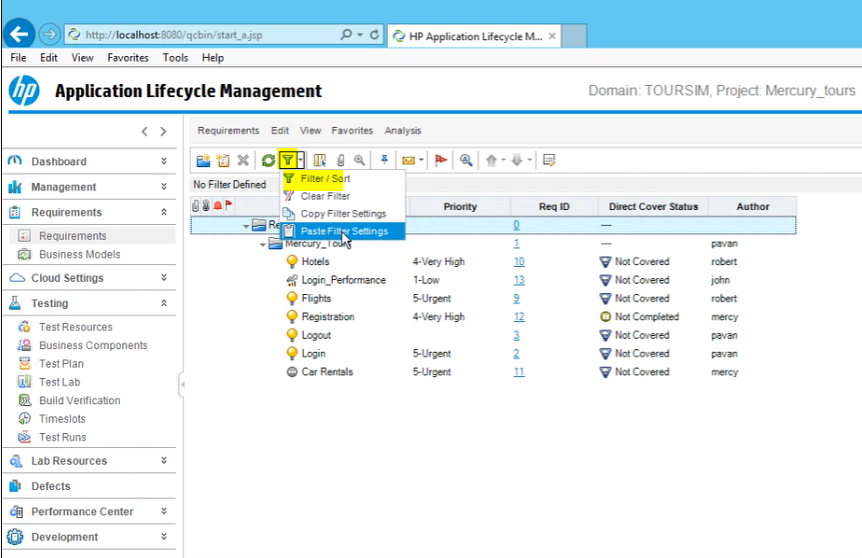 http://localhost:8080/qcbin/start_a.jsp
HP Application Lifecycle M...
File Edit View Favorites Tools Help
hp Application Lifecycle Management
Domain: TOURSIM, Project: Mercury_tours
Requirements Edit View Favorites Analysis
Dashboard
Management
Requirements
Requirements
Business Models
Cloud Settings
Testing
Test Resources
Business Components
Test Plan
Test Lab
Build Verification
Timeslots
Test Runs
Lab Resources
Defects
Performance Center
Development
No Filter Defined
Filter / Sort
Clear Filter
Copy Filter Settings
Paste Filter Settings
Priority Req ID Direct Cover Status Author
Re 0 ---
Mercury_Tours 1 --- pavan
Hotels 4-Very High 10 Not Covered robert
Login_Performance 1-Low 13 Not Covered john
Flights 5-Urgent 9 Not Covered robert
Registration 4-Very High 12 Not Completed mercy
Logout 3 Not Covered pavan
Login 5-Urgent 2 Not Covered pavan
Car Rentals 5-Urgent 11 Not Covered mercy